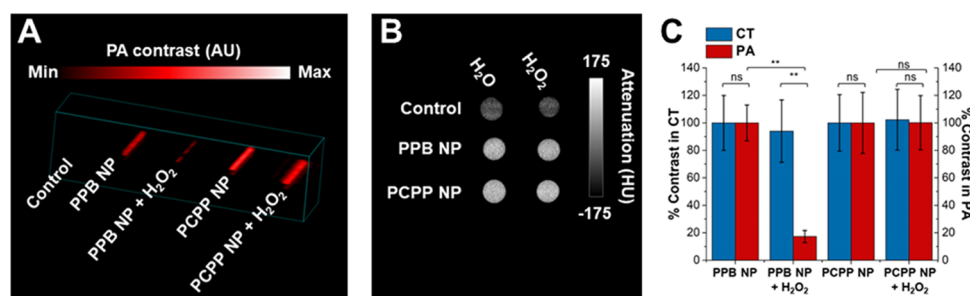 A
PA contrast (AU)
Min
Max
Control
PPB NP
PPB NP + H₂O₂
PCPP NP
PCPP NP + H₂O₂
B
H₂O
H₂O₂
Control
PPB NP
PCPP NP
175
Attenuation (HU)
-175
C
CT
PA
% Contrast in CT
140
120
100
80
60
40
20
0
ns
**
**
ns
ns
ns
140
120
100
80
60
40
20
0
% Contrast in PA
PPB NP
PPB NP
+ H₂O₂
PCPP NP
PCPP NP
+ H₂O₂